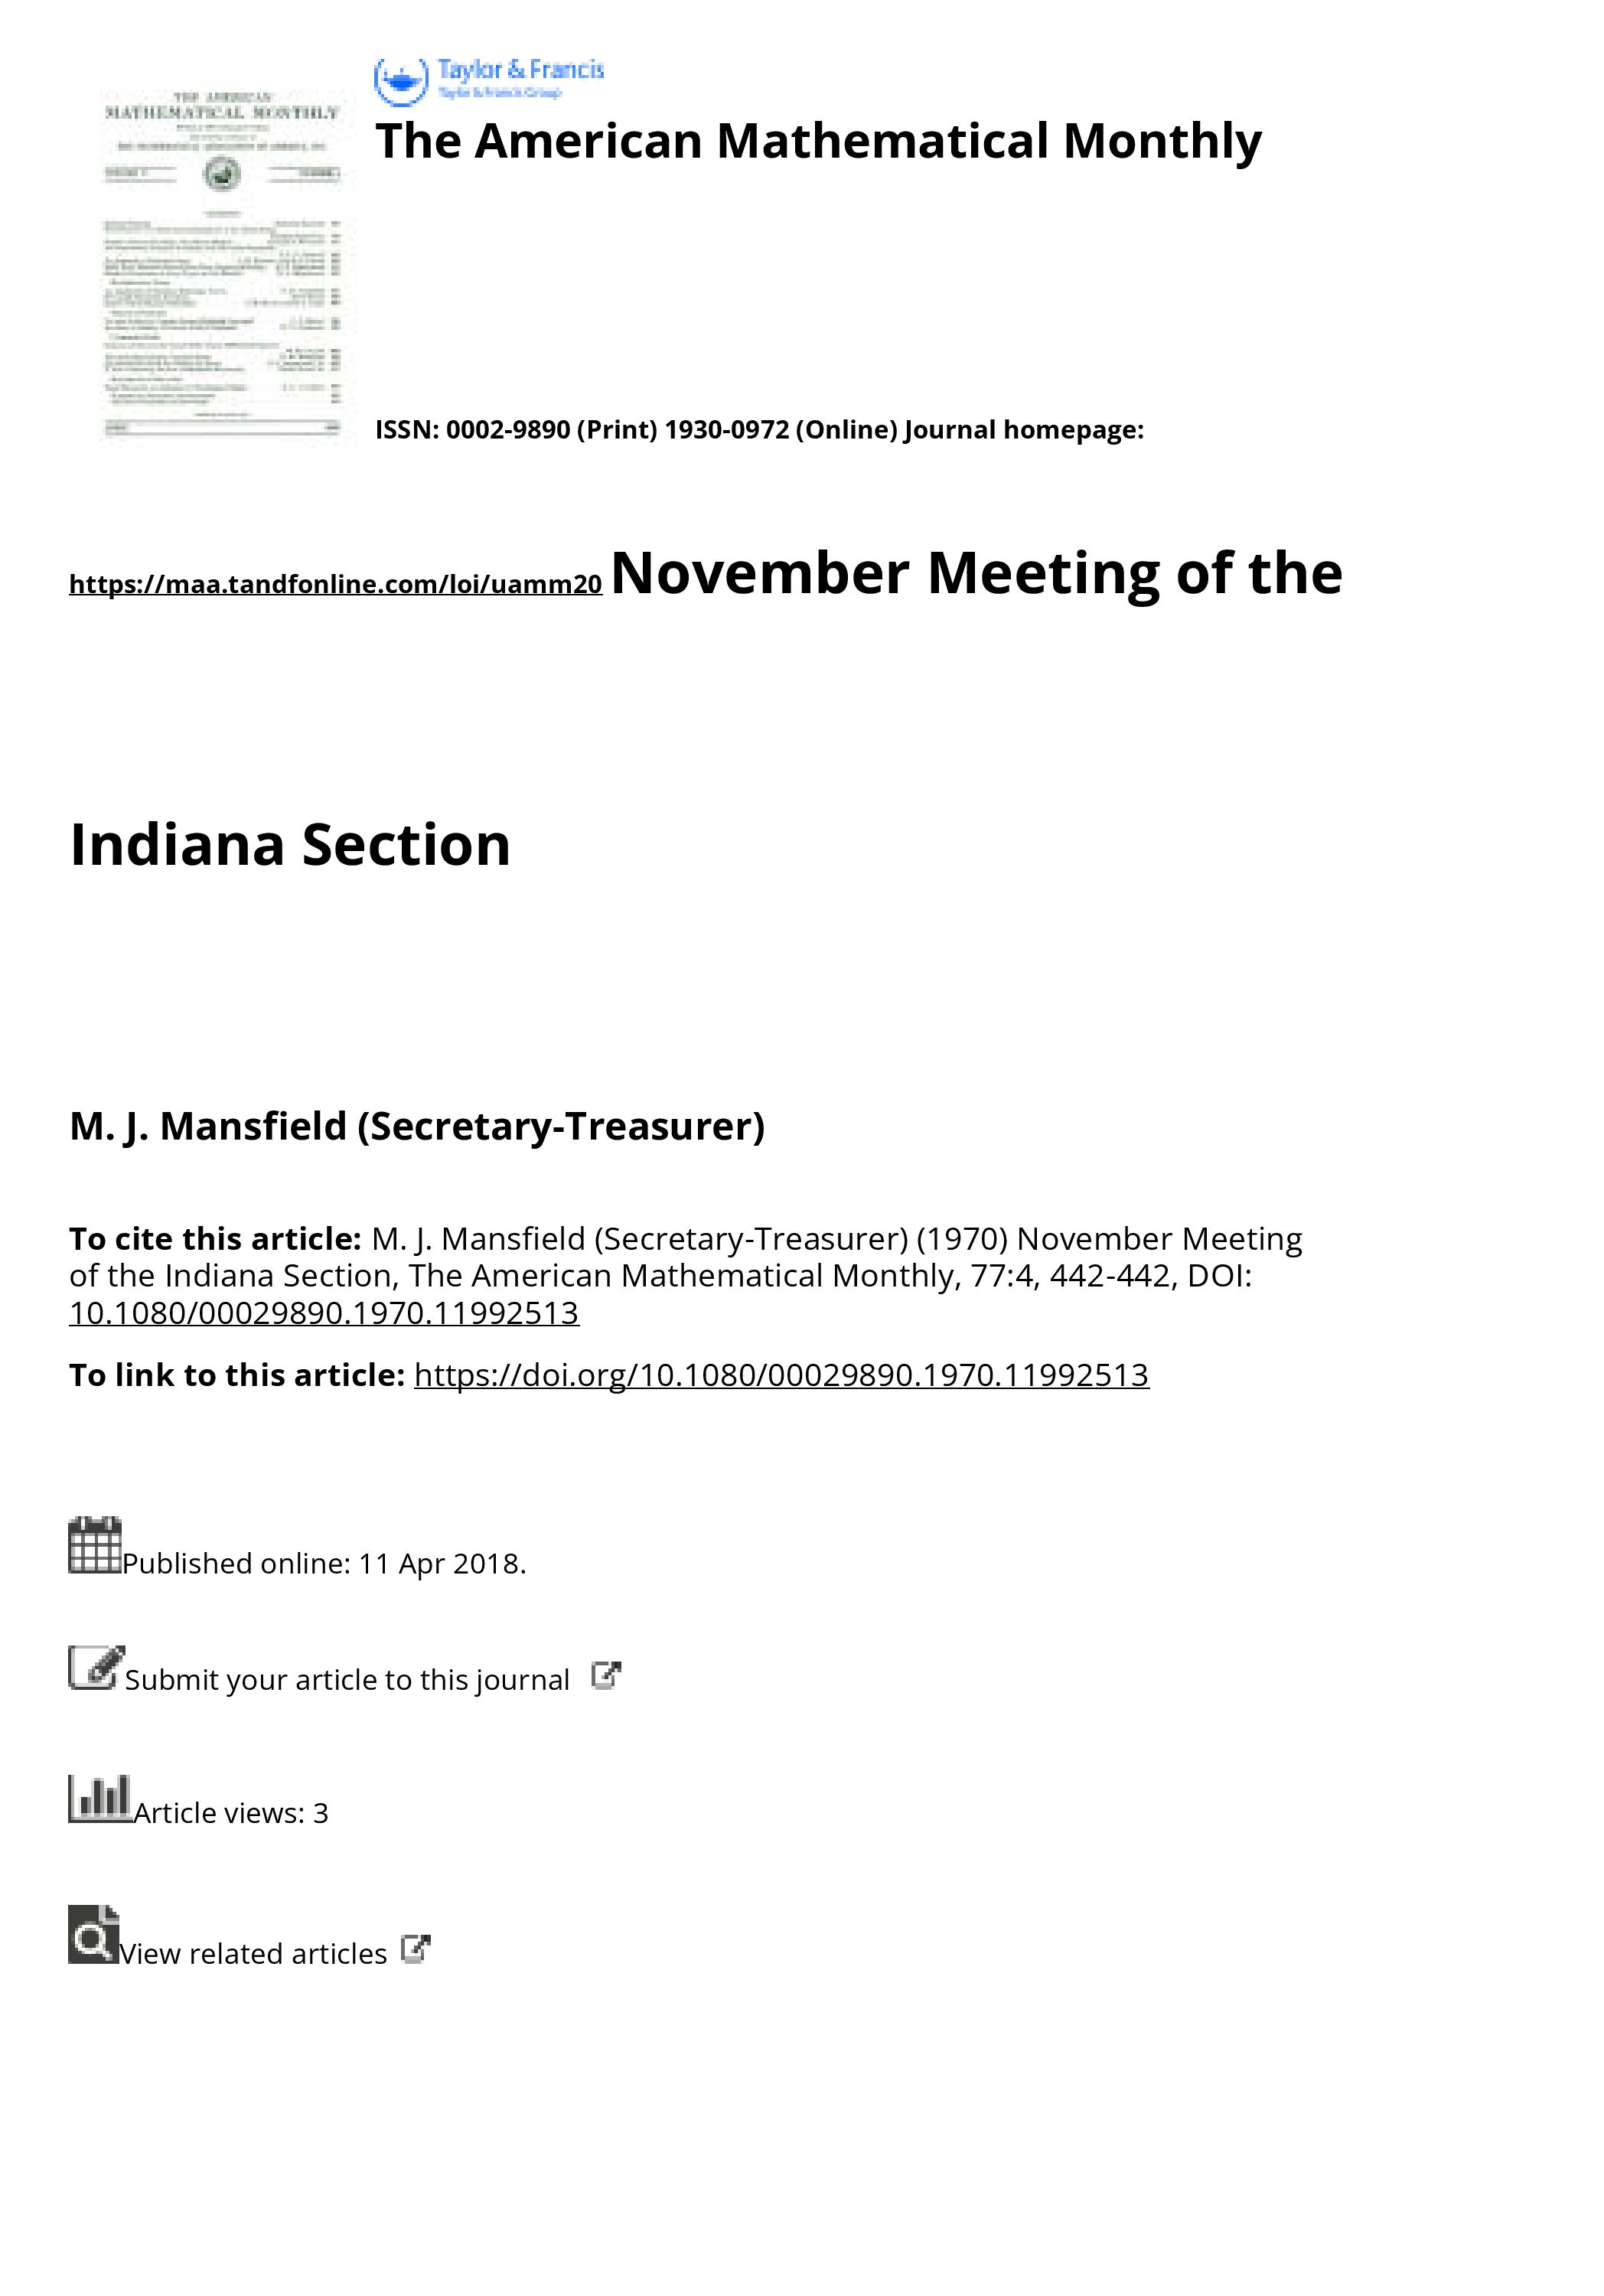 Taylor & Francis
Taylor & Francis Group
THE AMERICAN
MATHEMATICAL MONTHLY
The American Mathematical Monthly
ISSN: 0002-9890 (Print) 1930-0972 (Online) Journal homepage:
https://maa.tandfonline.com/loi/uamm20 November Meeting of the
Indiana Section
M. J. Mansfield (Secretary-Treasurer)
To cite this article: M. J. Mansfield (Secretary-Treasurer) (1970) November Meeting
of the Indiana Section, The American Mathematical Monthly, 77:4, 442-442, DOI:
10.1080/00029890.1970.11992513
To link to this article: https://doi.org/10.1080/00029890.1970.11992513
Published online: 11 Apr 2018.
Submit your article to this journal
Article views: 3
View related articles